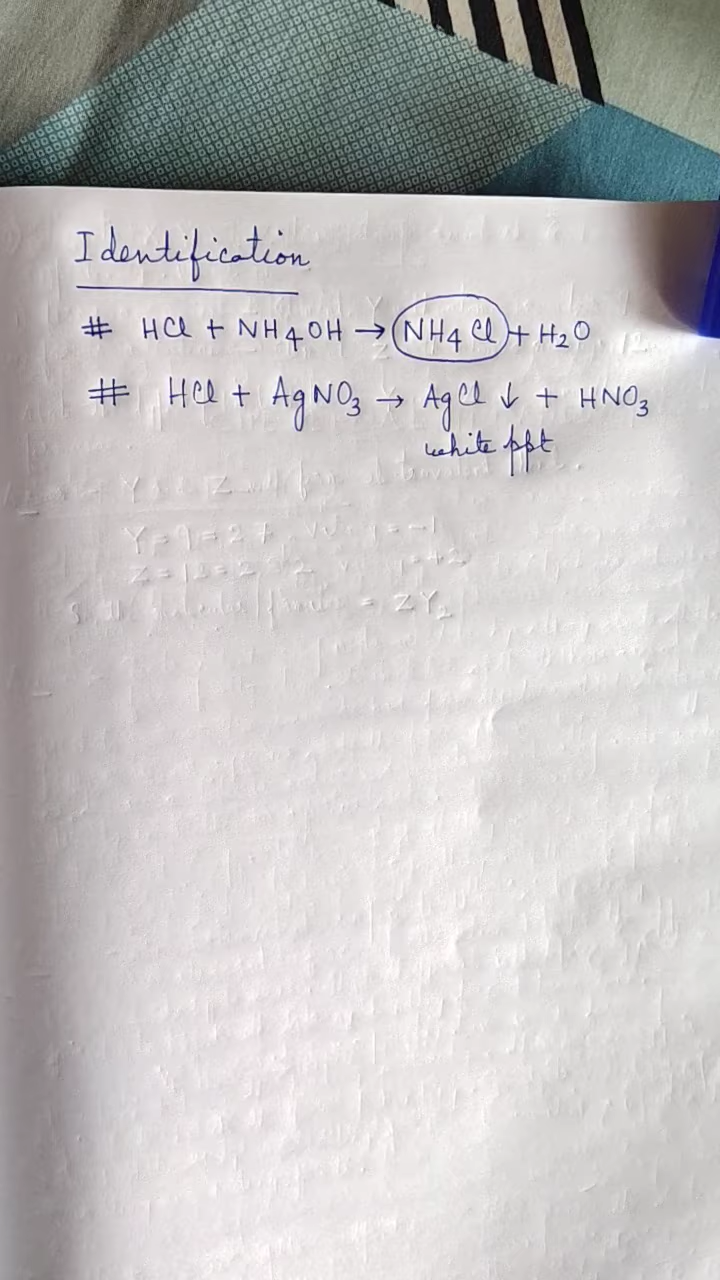 Identification
# HCl + NH4OH → NH4Cl + H2O
# HCl + AgNO3 → AgCl ↓ + HNO3
white ppt